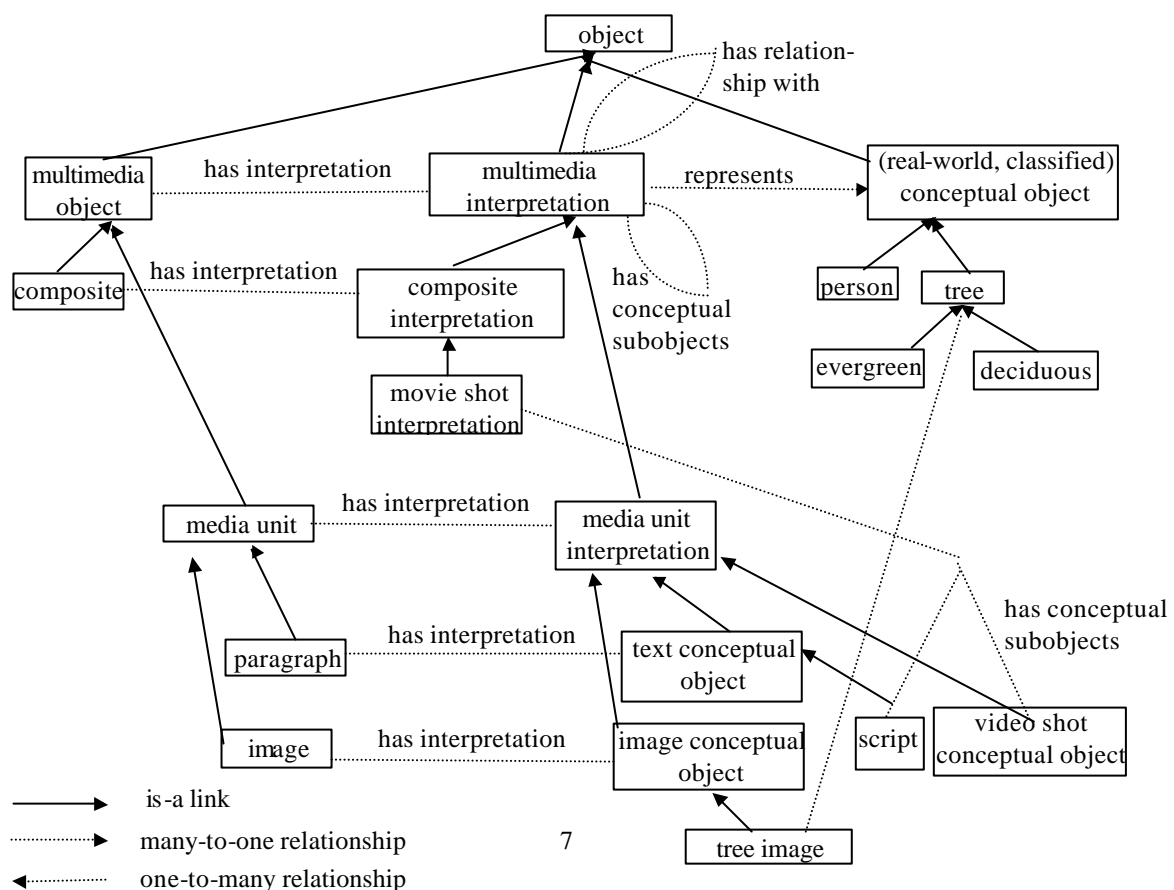 object
has relation-
ship with
multimedia
object
has interpretation
multimedia
interpretation
represents
(real-world, classified)
conceptual object
composite
has interpretation
composite
interpretation
has
conceptual
subobjects
person
tree
evergreen
deciduous
movie shot
interpretation
media unit
has interpretation
media unit
interpretation
has conceptual
subobjects
paragraph
has interpretation
text conceptual
object
image
has interpretation
image conceptual
object
script
video shot
conceptual object
tree image
is-a link
many-to-one relationship
one-to-many relationship
7